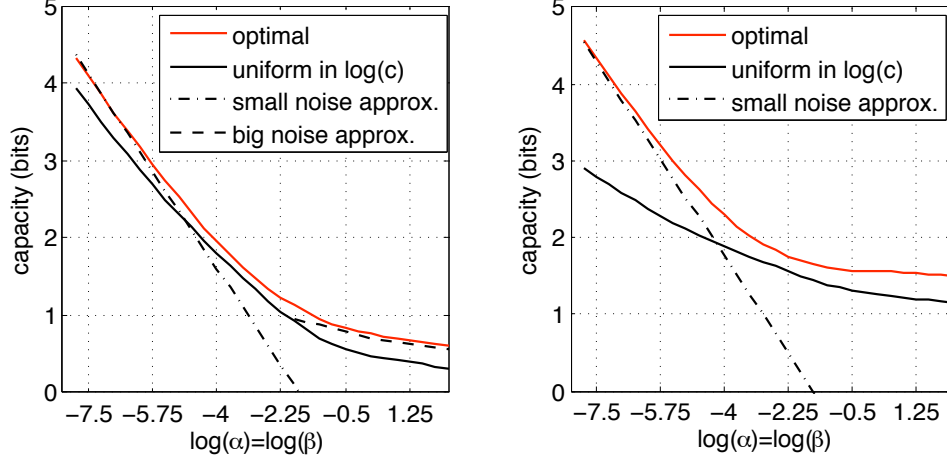 5
4
3
2
1
0
capacity (bits)
optimal
uniform in log(c)
small noise approx.
big noise approx.
−7.5 −5.75 −4 −2.25 −0.5 1.25
log(α)=log(β)
5
4
3
2
1
0
capacity (bits)
optimal
uniform in log(c)
small noise approx.
−7.5 −5.75 −4 −2.25 −0.5 1.25
log(α)=log(β)